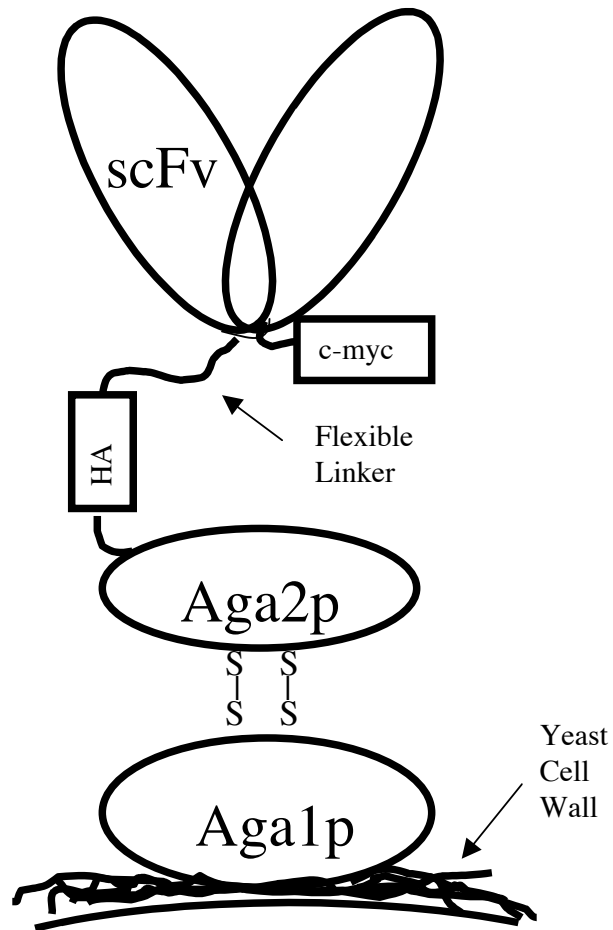 scFv
c-myc
Flexible
Linker
HA
Aga2p
S S
S S
Yeast
Cell
Wall
Aga1p